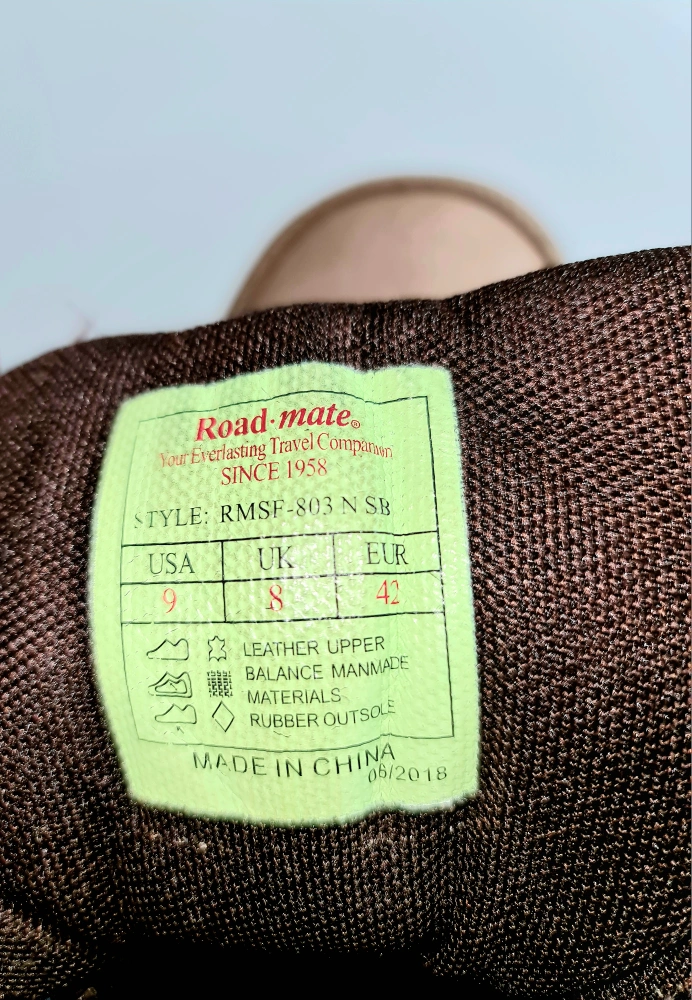 Road·mate®
Your Everlasting Travel Companion
SINCE 1958
STYLE: RMSF-803 N SB
USA UK EUR
9 8 42
LEATHER UPPER
BALANCE MANMADE
MATERIALS
RUBBER OUTSOLE
MADE IN CHINA
06/2018